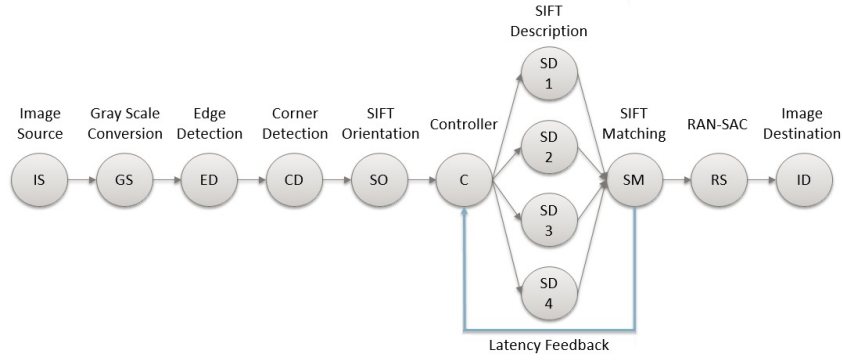 SIFT
Description
SD
1
Image
Source
Gray Scale
Conversion
Edge
Detection
Corner
Detection
SIFT
Orientation
Controller
SIFT
Matching
RAN-SAC
Image
Destination
SD
2
IS
GS
ED
CD
SO
C
SM
RS
ID
SD
3
SD
4
Latency Feedback